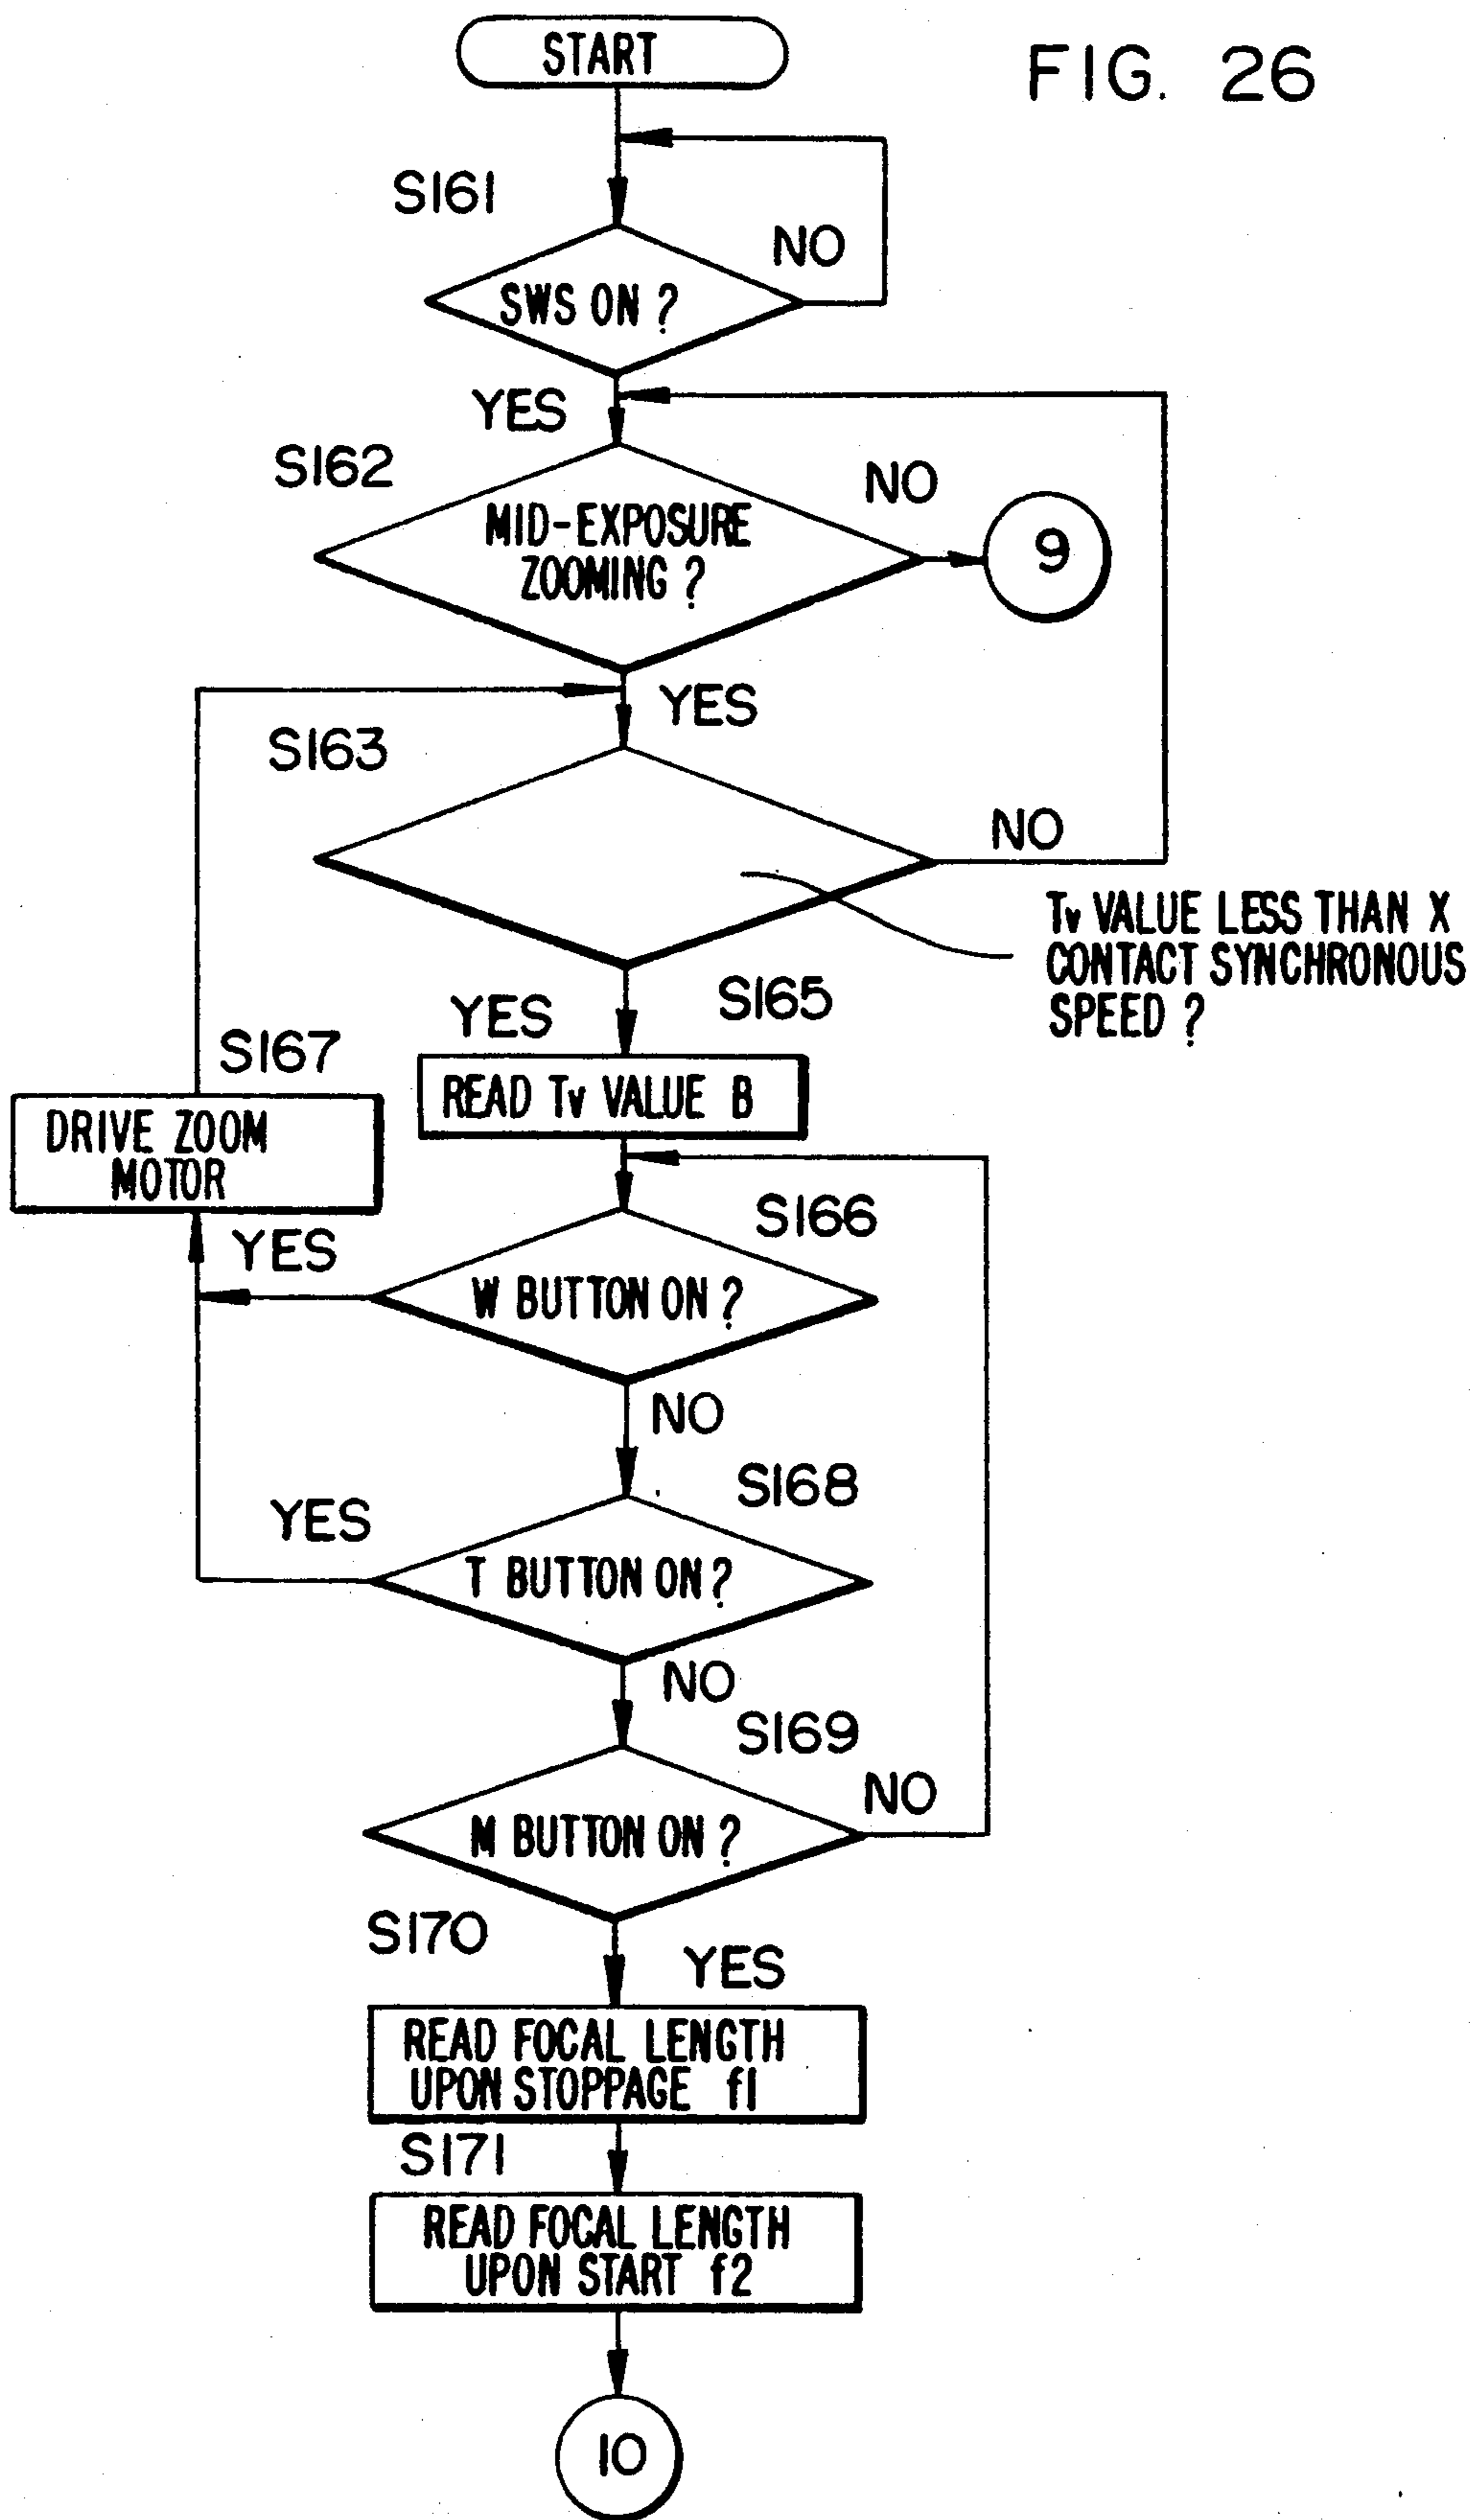 START
FIG. 26
S161
NO
SWS ON ?
YES
S162
NO
MID-EXPOSURE
ZOOMING ?
9
YES
S163
NO
Tv VALUE LESS THAN X
CONTACT SYNCHRONOUS
SPEED ?
YES
S165
S167
READ Tv VALUE B
DRIVE ZOOM
MOTOR
S166
YES
W BUTTON ON ?
NO
S168
YES
T BUTTON ON ?
NO
S169
NO
M BUTTON ON ?
S170
YES
READ FOCAL LENGTH
UPON STOPPAGE f1
S171
READ FOCAL LENGTH
UPON START f2
10